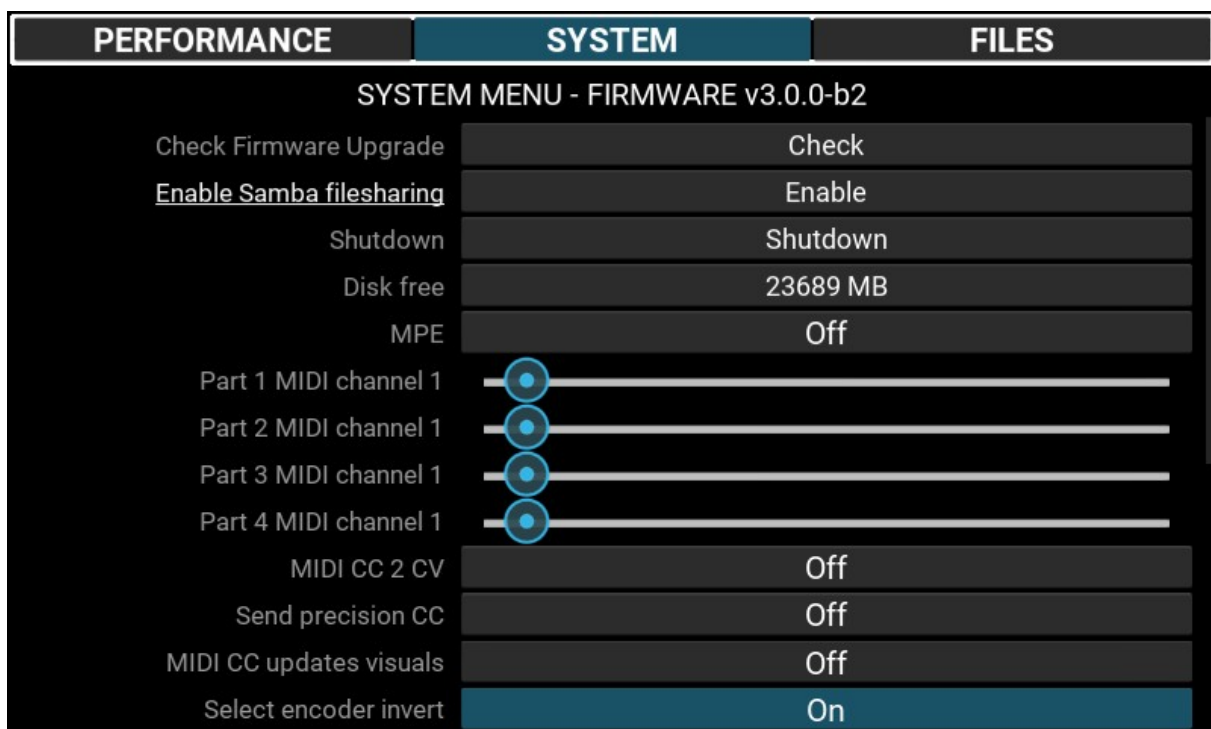 PERFORMANCE SYSTEM FILES
SYSTEM MENU - FIRMWARE v3.0.0-b2
Check Firmware Upgrade Check
Enable Samba filesharing Enable
Shutdown Shutdown
Disk free 23689 MB
MPE Off
Part 1 MIDI channel 1
Part 2 MIDI channel 1
Part 3 MIDI channel 1
Part 4 MIDI channel 1
MIDI CC 2 CV Off
Send precision CC Off
MIDI CC updates visuals Off
Select encoder invert On